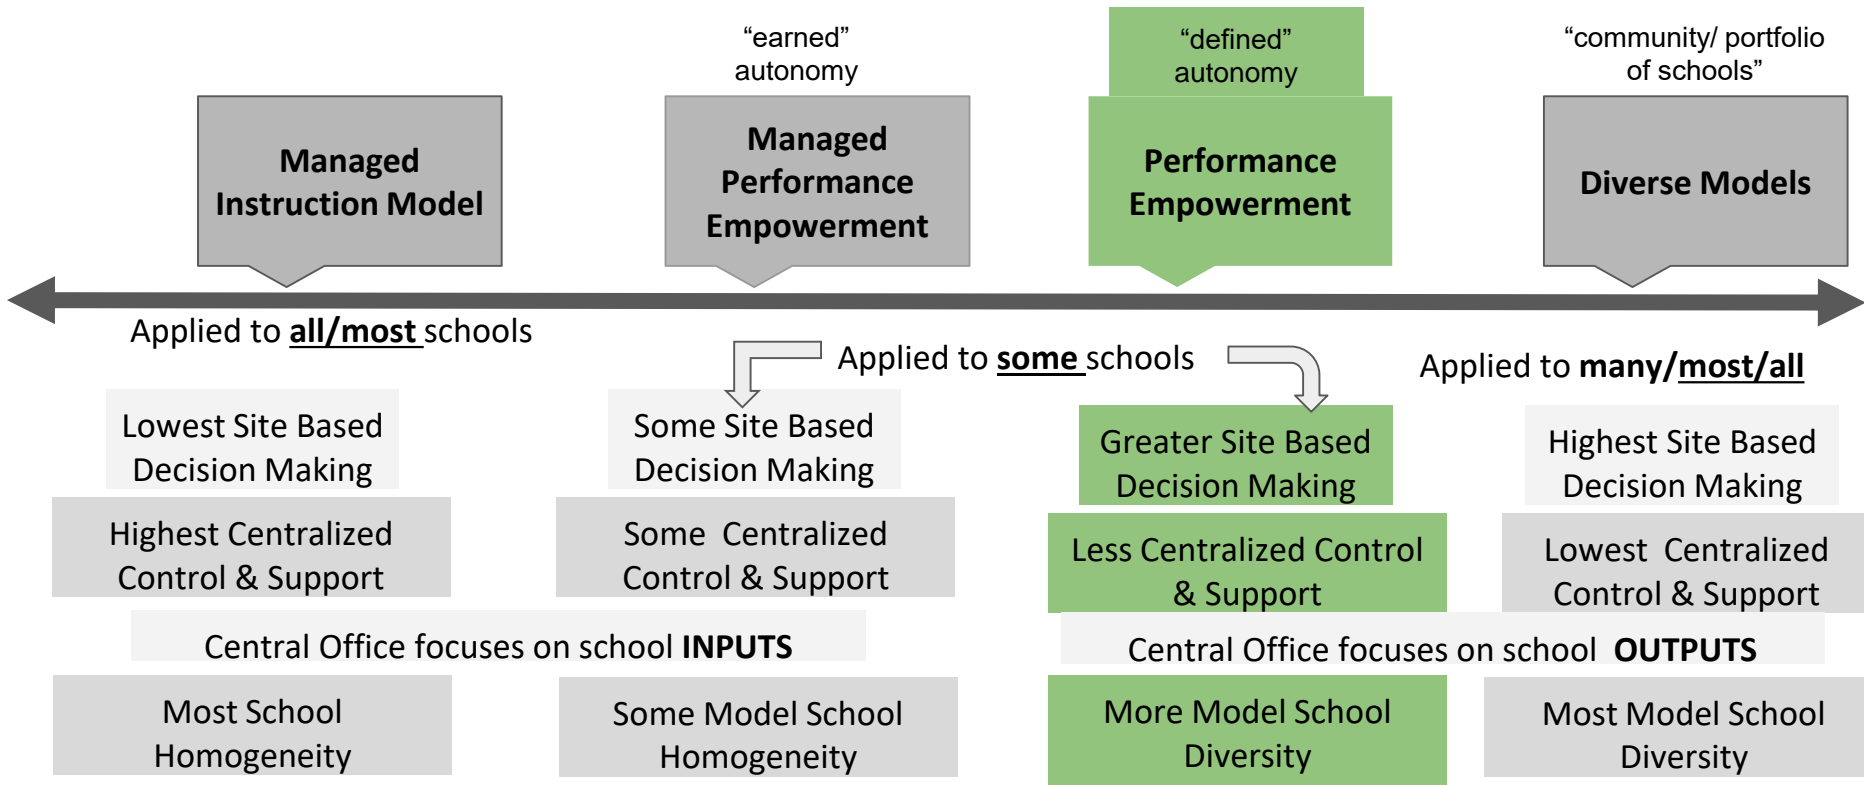 “earned”
autonomy
“defined”
autonomy
“community/ portfolio
of schools”
Managed
Instruction Model
Managed
Performance
Empowerment
Performance
Empowerment
Diverse Models
Applied to all/most schools
Applied to some schools
Applied to many/most/all
Lowest Site Based
Decision Making
Some Site Based
Decision Making
Greater Site Based
Decision Making
Highest Site Based
Decision Making
Highest Centralized
Control & Support
Some Centralized
Control & Support
Less Centralized Control
& Support
Lowest Centralized
Control & Support
Central Office focuses on school INPUTS
Central Office focuses on school OUTPUTS
Most School
Homogeneity
Some Model School
Homogeneity
More Model School
Diversity
Most Model School
Diversity